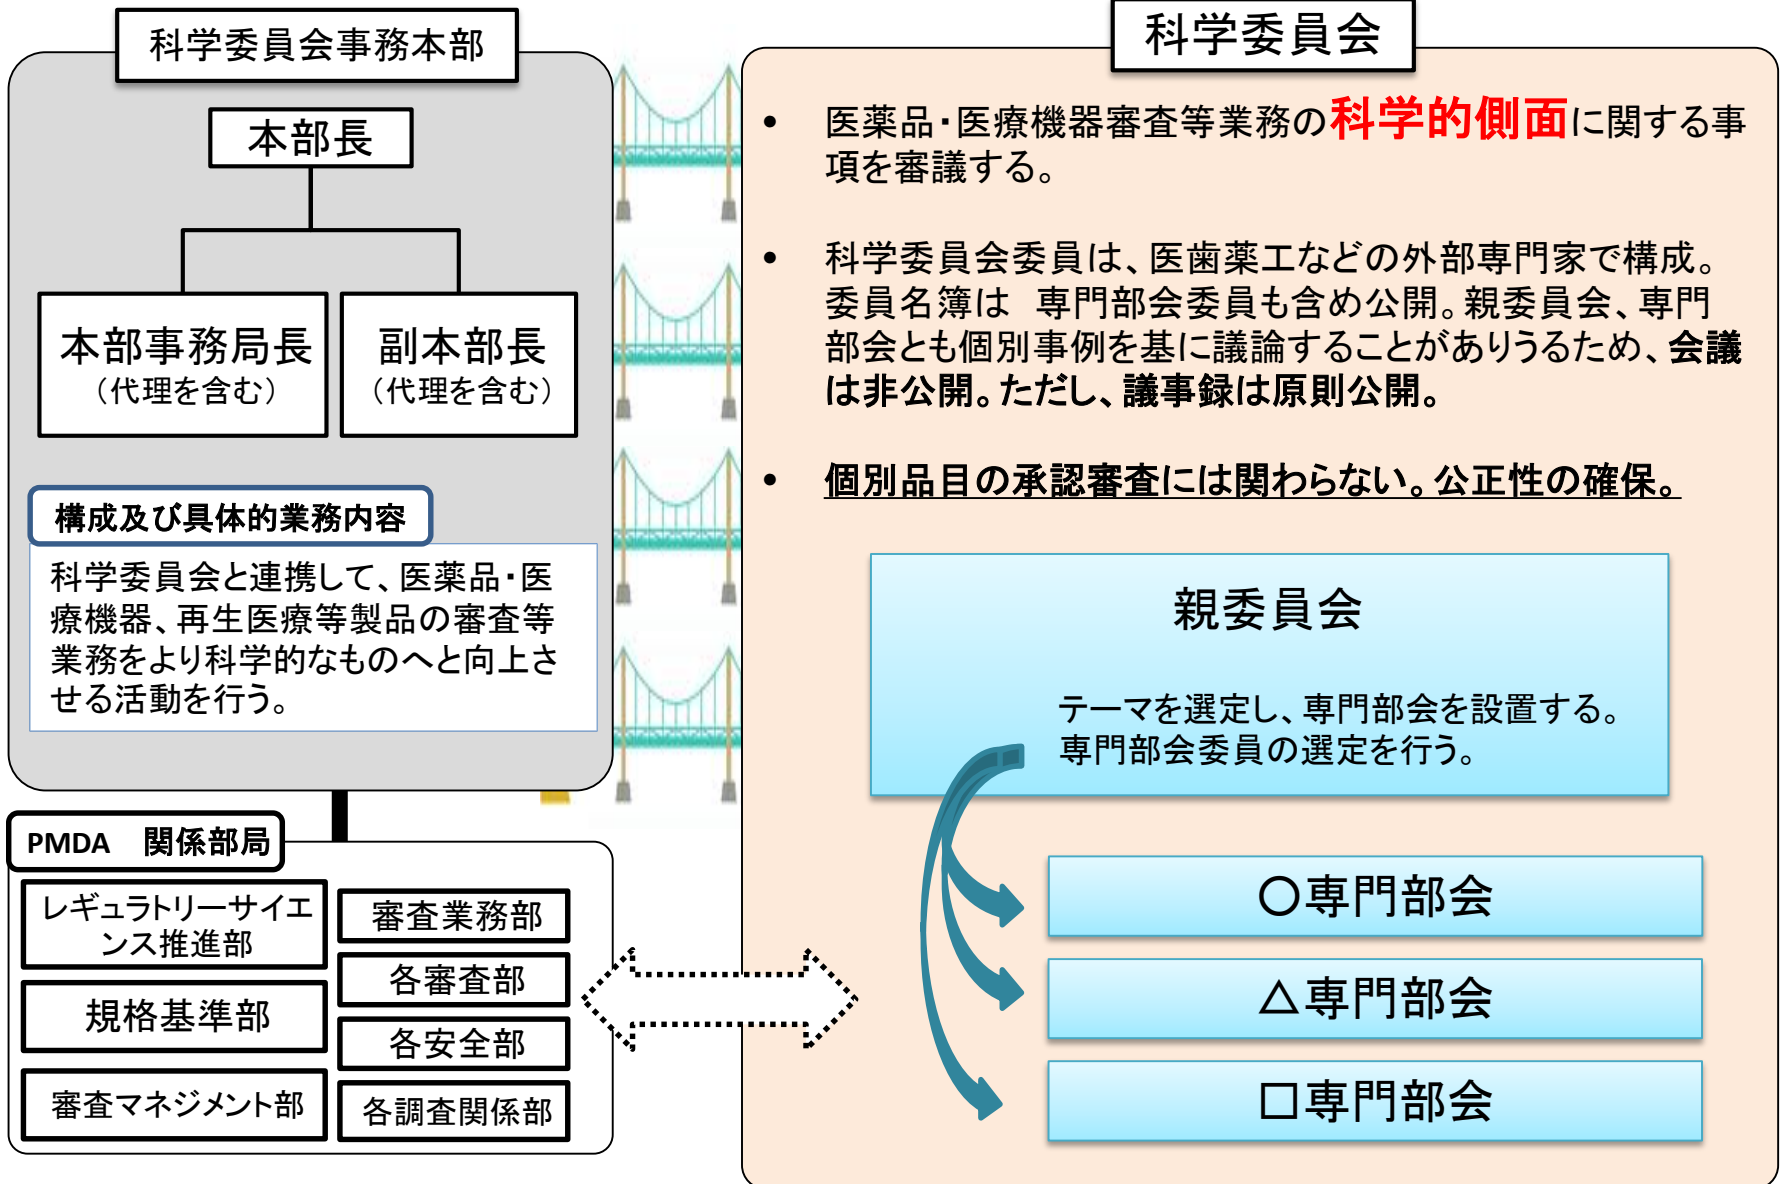 科学委員会事務本部
本部長
本部事務局長
（代理を含む）
副本部長
（代理を含む）
構成及び具体的業務内容
科学委員会と連携して、医薬品・医
療機器、再生医療等製品の審査等
業務をより科学的なものへと向上さ
せる活動を行う。
PMDA　関係部局
レギュラトリーサイエ
ンス推進部
規格基準部
審査マネジメント部
審査業務部
各審査部
各安全部
各調査関係部
科学委員会
• 医薬品・医療機器審査等業務の科学的側面に関する事
項を審議する。
• 科学委員会委員は、医歯薬工などの外部専門家で構成。
委員名簿は　専門部会委員も含め公開。親委員会、専門
部会とも個別事例を基に議論することがありうるため、会議
は非公開。ただし、議事録は原則公開。
• 個別品目の承認審査には関わらない。公正性の確保。
親委員会
テーマを選定し、専門部会を設置する。
専門部会委員の選定を行う。
○専門部会
△専門部会
□専門部会